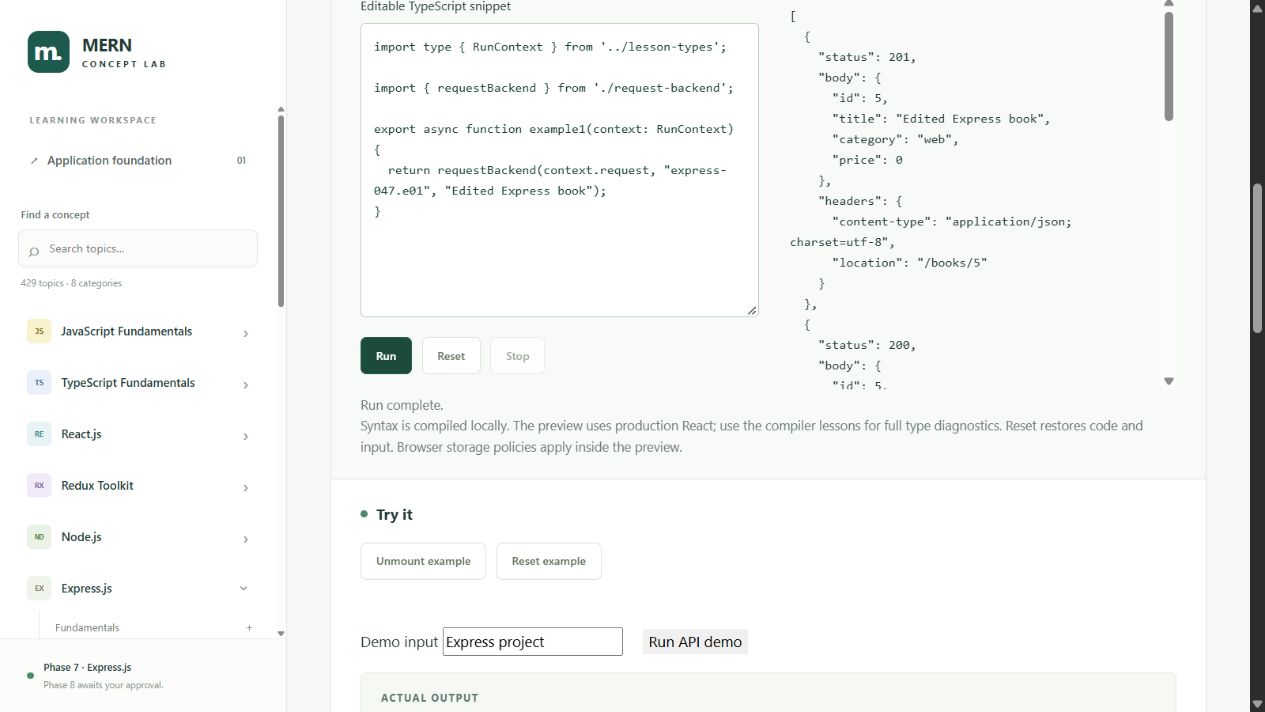 m.
MERN
CONCEPT LAB
LEARNING WORKSPACE
Application foundation
01
Find a concept
Search topics...
429 topics · 8 categories
JS
JavaScript Fundamentals
TS
TypeScript Fundamentals
RE
React.js
RX
Redux Toolkit
ND
Node.js
EX
Express.js
Fundamentals
+
Phase 7 · Express.js
Phase 8 awaits your approval.
Editable TypeScript snippet
import type { RunContext } from '../lesson-types';
import { requestBackend } from './request-backend';
export async function example1(context: RunContext)
{
  return requestBackend(context.request, "express-
047.e01", "Edited Express book");
}
[
  {
    "status": 201,
    "body": {
      "id": 5,
      "title": "Edited Express book",
      "category": "web",
      "price": 0
    },
    "headers": {
      "content-type": "application/json;
charset=utf-8",
      "location": "/books/5"
    }
  },
  {
    "status": 200,
    "body": {
      "id": 5,
Run
Reset
Stop
Run complete.
Syntax is compiled locally. The preview uses production React; use the compiler lessons for full type diagnostics. Reset restores code and
input. Browser storage policies apply inside the preview.
Try it
Unmount example
Reset example
Demo input
Express project
Run API demo
ACTUAL OUTPUT